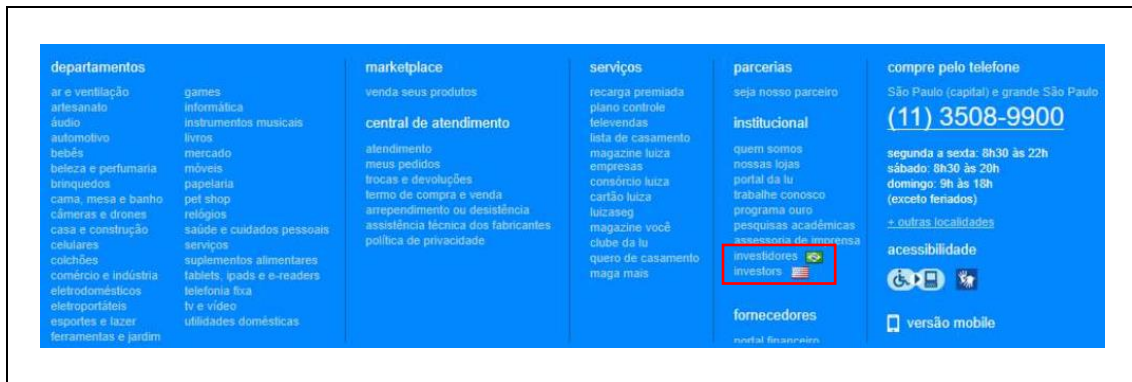 departamentos
ar e ventilação
artesanato
áudio
automotivo
bebês
beleza e perfumaria
brinquedos
cama, mesa e banho
câmeras e drones
casa e construção
celulares
colchões
comércio e indústria
eletrodomésticos
eletroportáteis
esportes e lazer
ferramentas e jardim
games
informática
instrumentos musicais
livros
mercado
móveis
papelaria
pet shop
relógios
saúde e cuidados pessoais
serviços
suplementos alimentares
tablets, ipads e e-readers
telefonia fixa
tv e vídeo
utilidades domésticas
marketplace
venda seus produtos
central de atendimento
atendimento
meus pedidos
trocas e devoluções
termo de compra e venda
arrependimento ou desistência
assistência técnica dos fabricantes
política de privacidade
serviços
recarga premiada
plano controle
televendas
lista de casamento
magazine luiza
empresas
consórcio luiza
cartão luiza
luizaseg
magazine você
clube da lu
quero de casamento
maga mais
parcerias
seja nosso parceiro
institucional
quem somos
nossas lojas
portal da lu
trabalhe conosco
programa ouro
pesquisas acadêmicas
assessoria de imprensa
investidores
investors
fornecedores
portal financeiro
compre pelo telefone
São Paulo (capital) e grande São Paulo
(11) 3508-9900
segunda a sexta: 8h30 às 22h
sábado: 8h30 às 20h
domingo: 9h às 18h
(exceto feriados)
+ outras localidades
acessibilidade
versão mobile